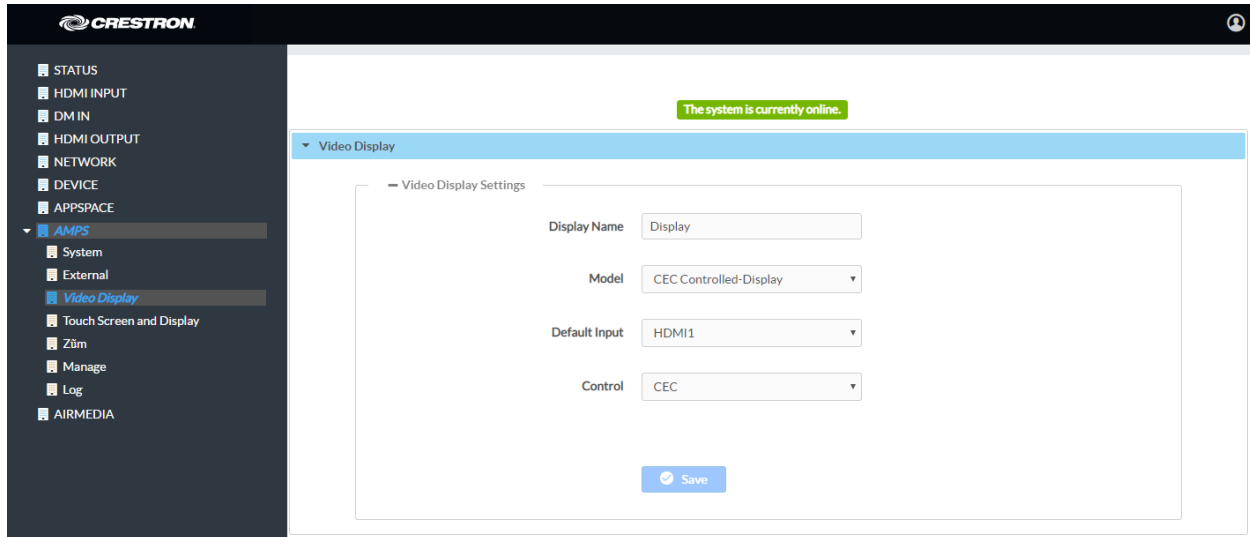 CRESTRON
STATUS
HDMI INPUT
DM IN
HDMI OUTPUT
NETWORK
DEVICE
APPSPACE
AMPS
System
External
Video Display
Touch Screen and Display
Zūm
Manage
Log
AIRMEDIA
The system is currently online.
Video Display
Video Display Settings
Display Name Display
Model CEC Controlled-Display
Default Input HDMI1
Control CEC
Save